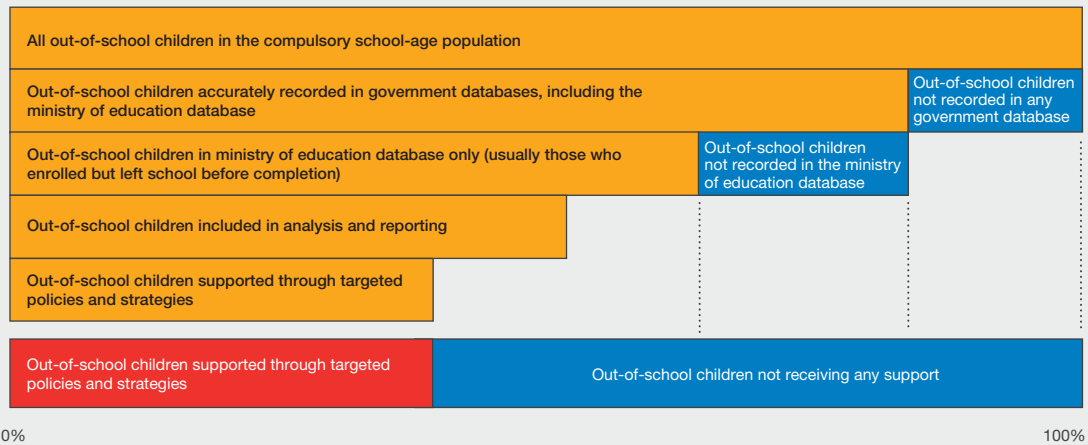 All out-of-school children in the compulsory school-age population
Out-of-school children accurately recorded in government databases, including the
ministry of education database
Out-of-school children
not recorded in any
government database
Out-of-school children in ministry of education database only (usually those who
enrolled but left school before completion)
Out-of-school children
not recorded in the ministry
of education database
Out-of-school children included in analysis and reporting
Out-of-school children supported through targeted
policies and strategies
Out-of-school children supported through targeted
policies and strategies
Out-of-school children not receiving any support
0%
100%